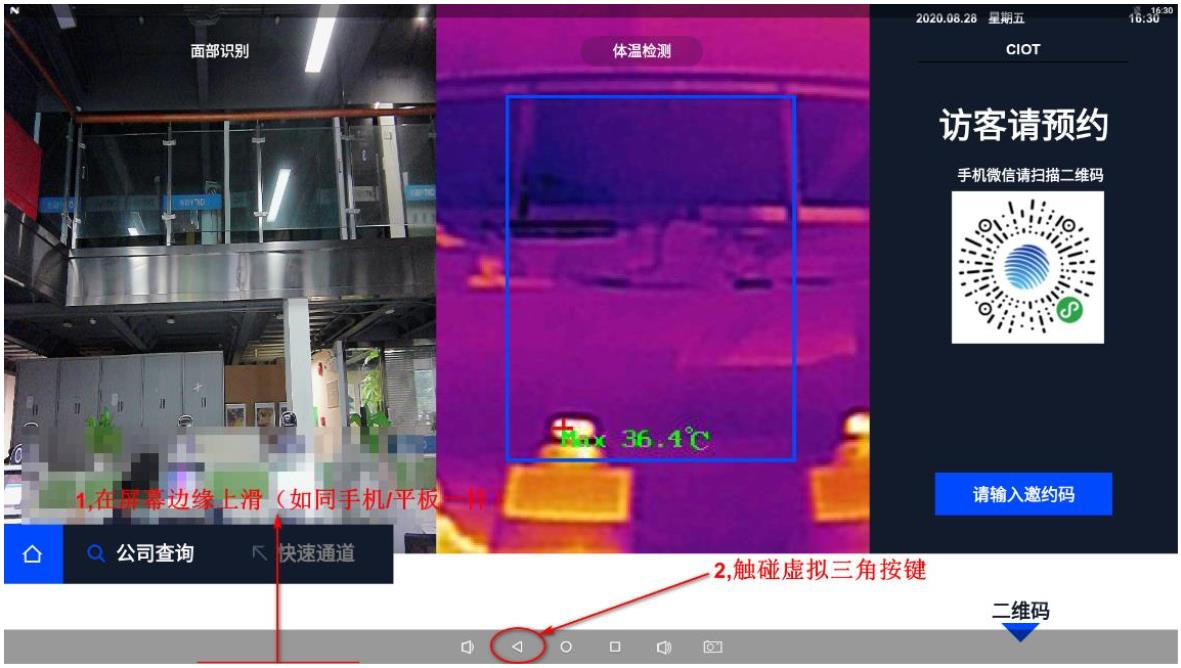 16:30
2020.08.28 星期五
16:30
面部识别
体温检测
CIOT
访客请预约
手机微信请扫描二维码
Max 36.4℃
请输入邀约码
1,在屏幕边缘上滑（如同手机/平板一样）
公司查询
快速通道
2,触碰虚拟三角按键
二维码